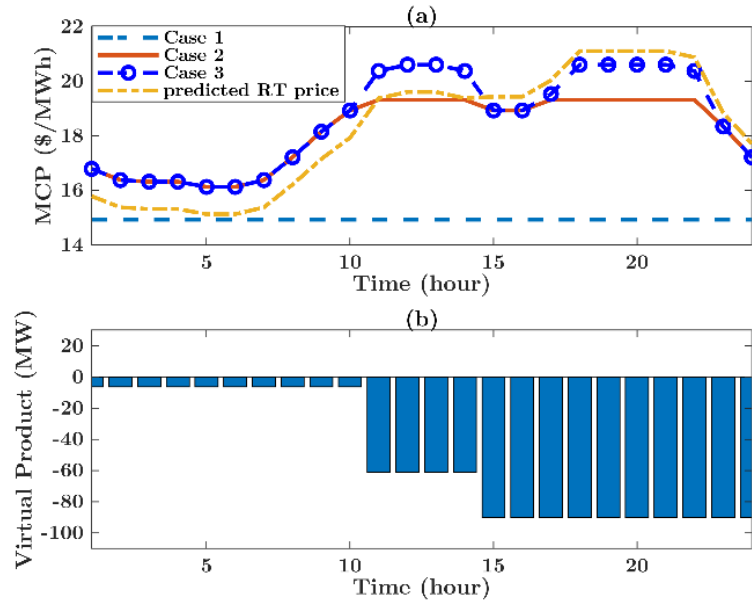 (a)
22
20
18
16
14
MCP ($/MWh)
Case 1
Case 2
Case 3
predicted RT price
5
10
15
20
Time (hour)
(b)
20
0
-20
-40
-60
-80
-100
Virtual Product (MW)
5
10
15
20
Time (hour)